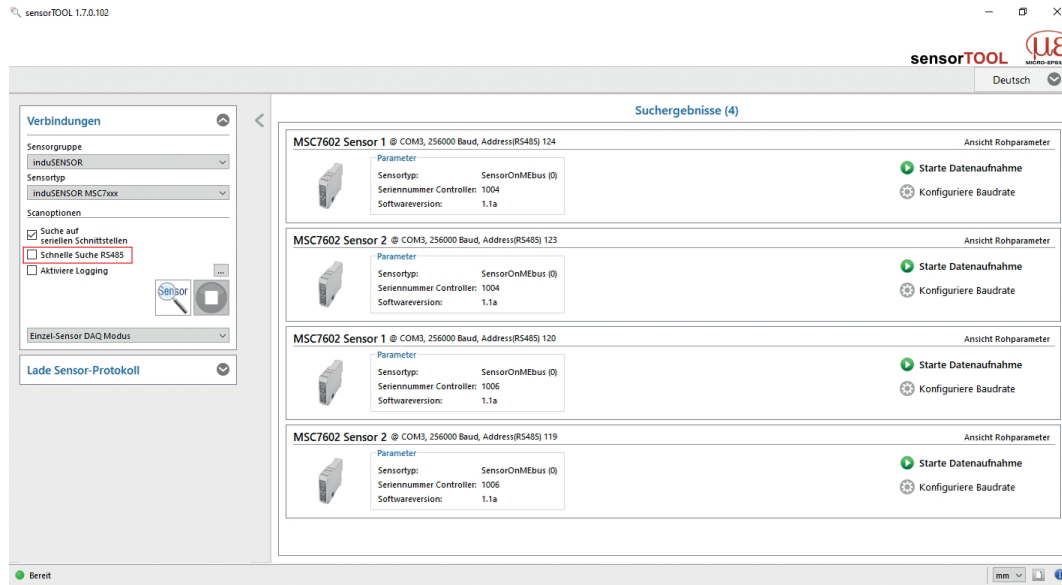 sensorTOOL 1.7.0.102
sensorTOOL
MICRO-EPSIL
Deutsch
Verbindungen
Sensorgruppe
induSENSOR
Sensortyp
induSENSOR MSC7xxx
Scanoptionen
Suche auf
seriellen Schnittstellen
Schnelle Suche RS485
Aktiviere Logging
...
Sensor
Einzel-Sensor DAQ Modus
Lade Sensor-Protokoll
Suchergebnisse (4)
MSC7602 Sensor 1 @ COM3, 256000 Baud, Address(RS485) 124
Ansicht Rohparameter
Parameter
Sensortyp: SensorOnMEbus (0)
Seriennummer Controller: 1004
Softwareversion: 1.1a
Starte Datenaufnahme
Konfiguriere Baudrate
MSC7602 Sensor 2 @ COM3, 256000 Baud, Address(RS485) 123
Ansicht Rohparameter
Parameter
Sensortyp: SensorOnMEbus (0)
Seriennummer Controller: 1004
Softwareversion: 1.1a
Starte Datenaufnahme
Konfiguriere Baudrate
MSC7602 Sensor 1 @ COM3, 256000 Baud, Address(RS485) 120
Ansicht Rohparameter
Parameter
Sensortyp: SensorOnMEbus (0)
Seriennummer Controller: 1006
Softwareversion: 1.1a
Starte Datenaufnahme
Konfiguriere Baudrate
MSC7602 Sensor 2 @ COM3, 256000 Baud, Address(RS485) 119
Ansicht Rohparameter
Parameter
Sensortyp: SensorOnMEbus (0)
Seriennummer Controller: 1006
Softwareversion: 1.1a
Starte Datenaufnahme
Konfiguriere Baudrate
Bereit
mm